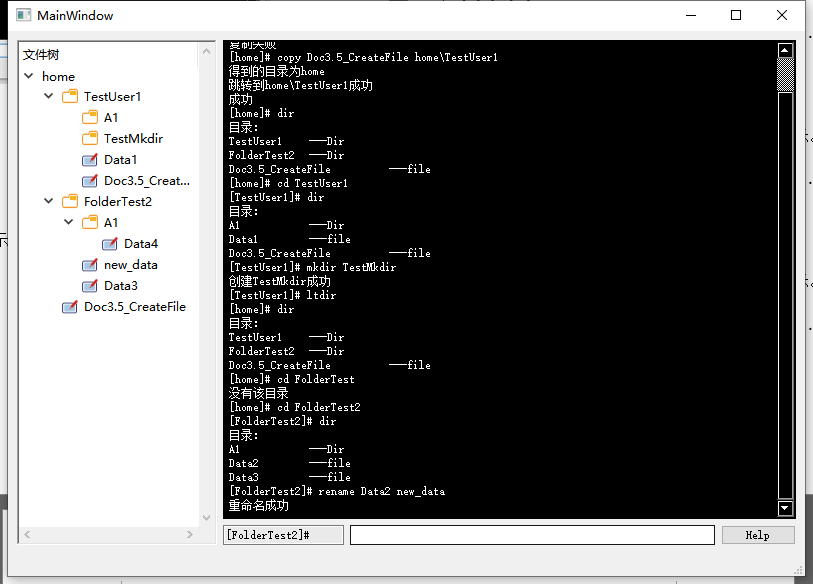 MainWindow
文件树
home
TestUser1
A1
TestMkdir
Data1
Doc3.5_Creat...
FolderTest2
A1
Data4
new_data
Data3
Doc3.5_CreateFile
复制失败
[home]# copy Doc3.5_CreateFile home\TestUser1
得到的目录为home
跳转到home\TestUser1成功
成功
[home]# dir
目录:
TestUser1 ---Dir
FolderTest2 ---Dir
Doc3.5_CreateFile ---file
[home]# cd TestUser1
[TestUser1]# dir
目录:
A1 ---Dir
Data1 ---file
Doc3.5_CreateFile ---file
[TestUser1]# mkdir TestMkdir
创建TestMkdir成功
[TestUser1]# ltdir
[home]# dir
目录:
TestUser1 ---Dir
FolderTest2 ---Dir
Doc3.5_CreateFile ---file
[home]# cd FolderTest
没有该目录
[home]# cd FolderTest2
[FolderTest2]# dir
目录:
A1 ---Dir
Data2 ---file
Data3 ---file
[FolderTest2]# rename Data2 new_data
重命名成功
[FolderTest2]#
Help